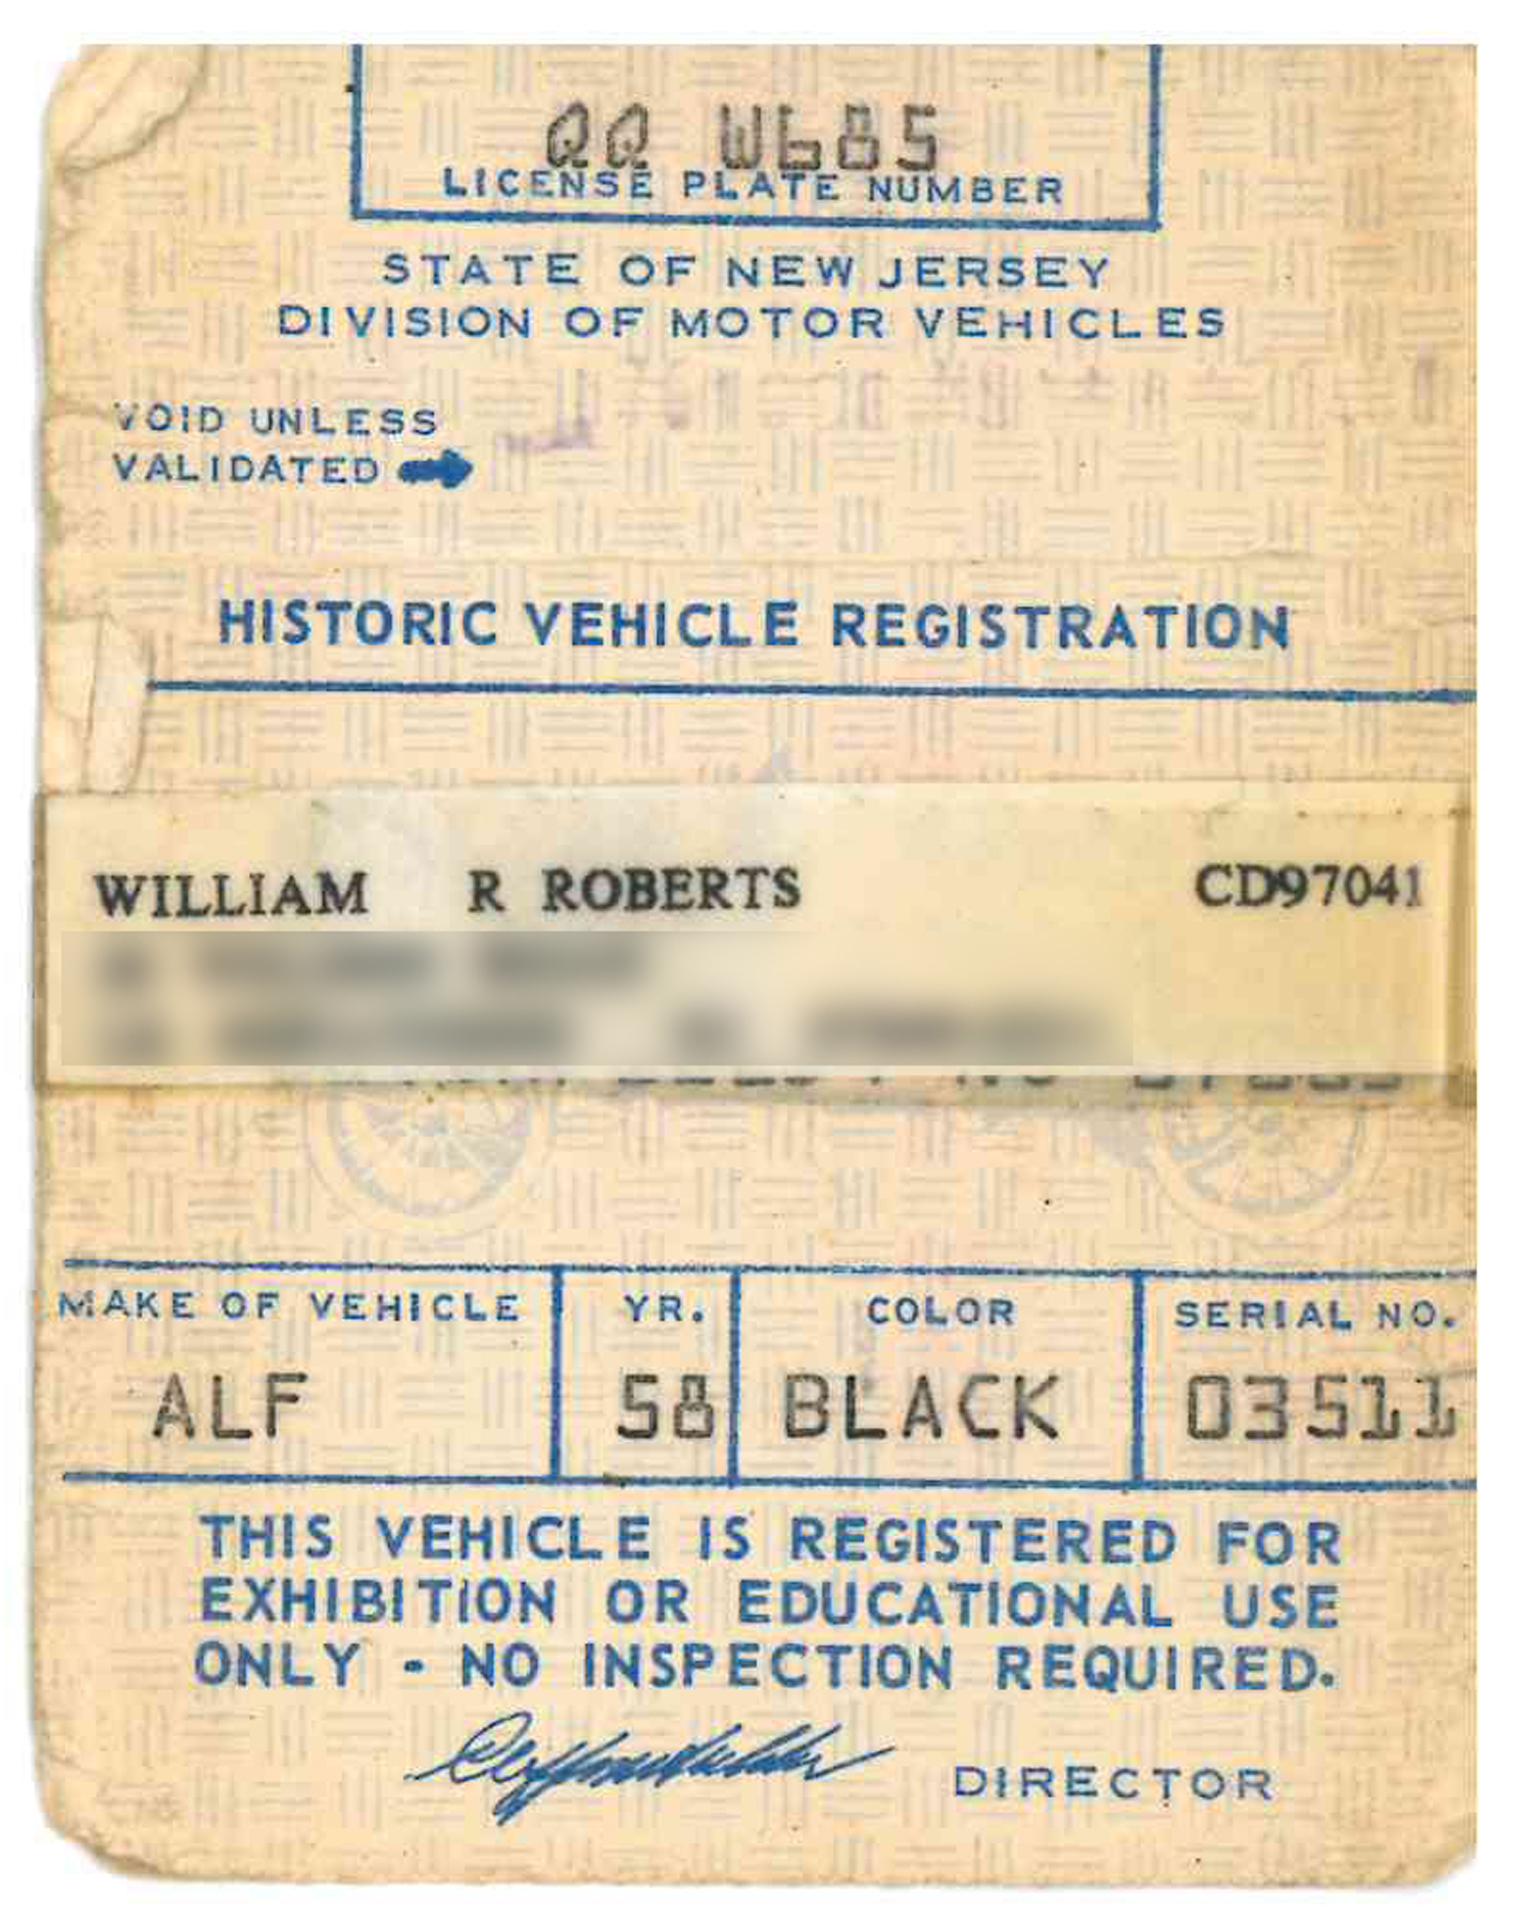 QQ W685
LICENSE PLATE NUMBER
STATE OF NEW JERSEY
DIVISION OF MOTOR VEHICLES
VOID UNLESS
VALIDATED
HISTORIC VEHICLE REGISTRATION
WILLIAM R ROBERTS CD97041
MAKE OF VEHICLE YR. COLOR SERIAL NO.
ALF 58 BLACK 03511
THIS VEHICLE IS REGISTERED FOR
EXHIBITION OR EDUCATIONAL USE
ONLY - NO INSPECTION REQUIRED.
DIRECTOR